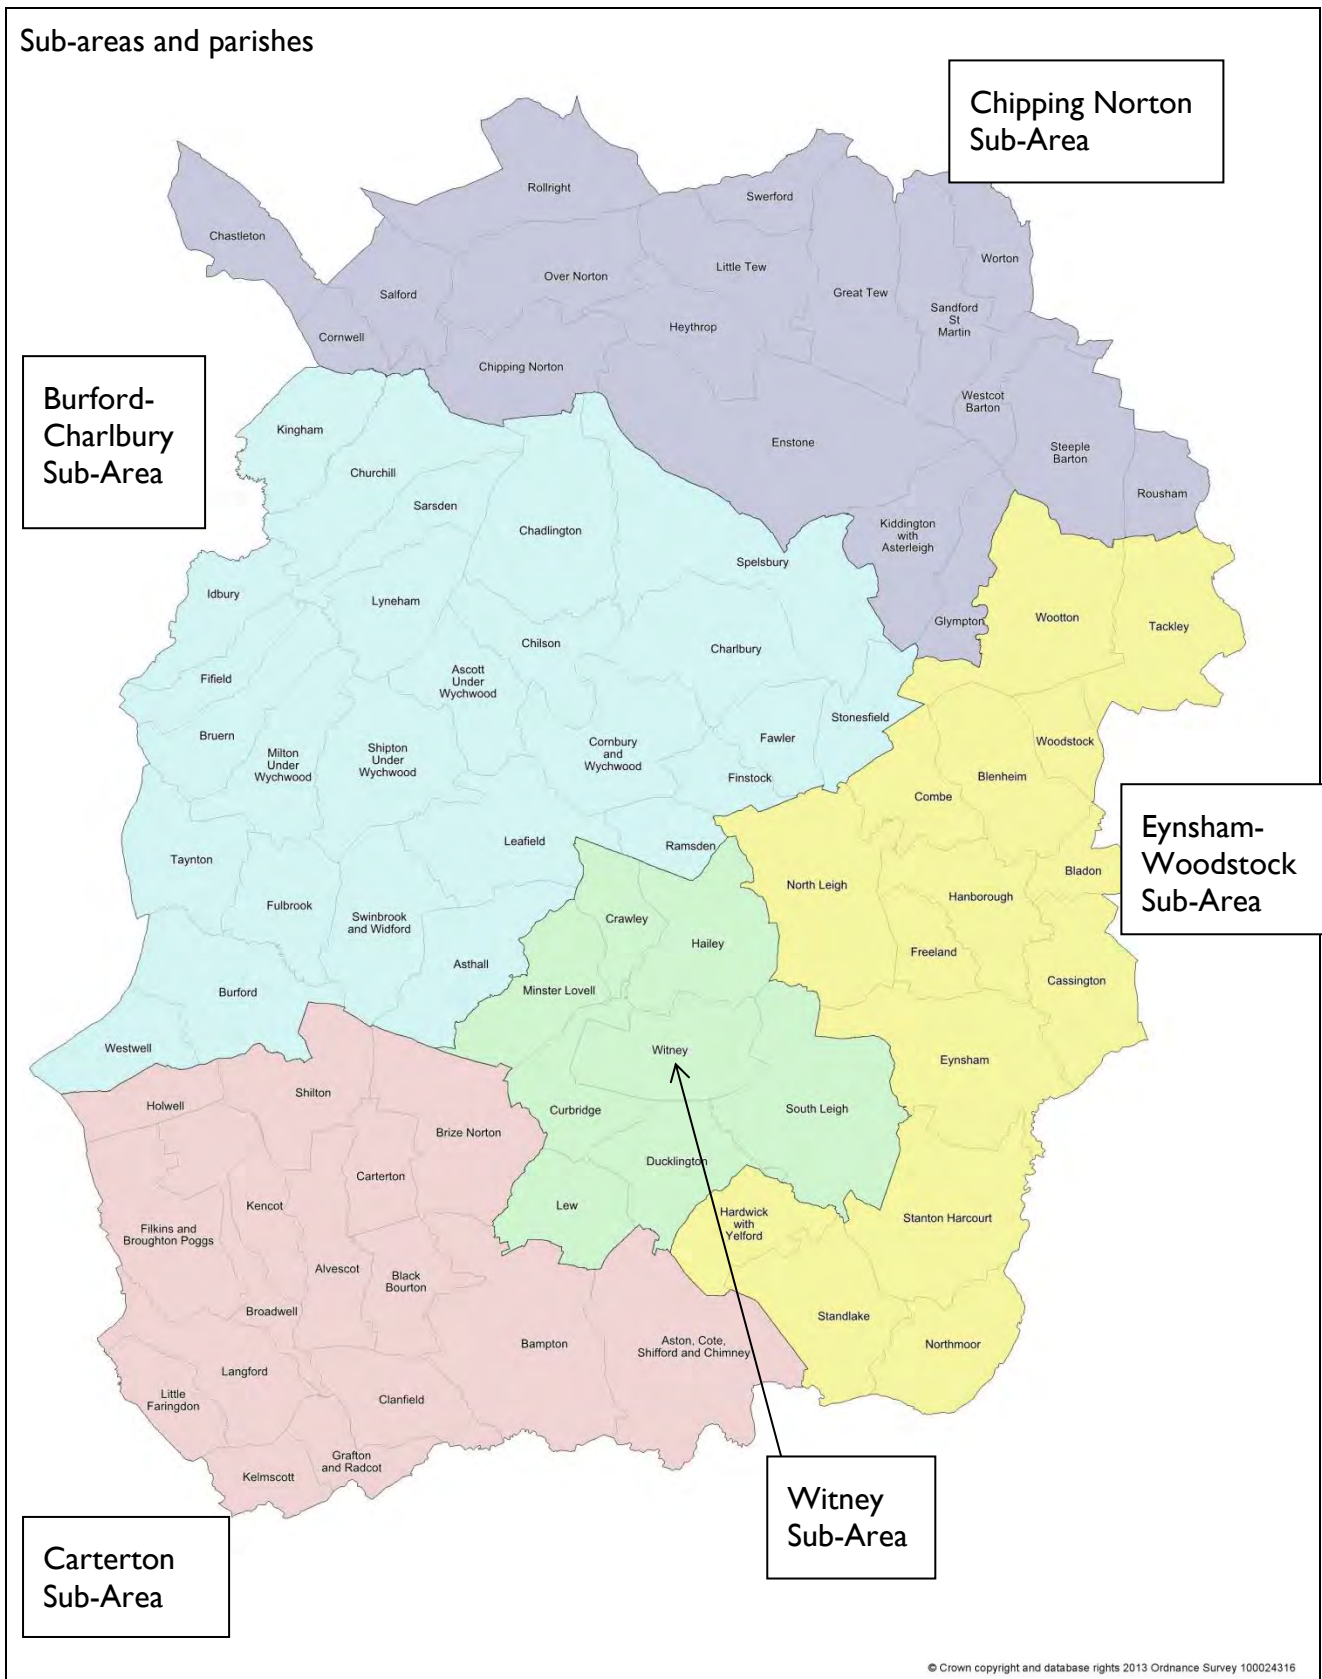 Sub-areas and parishes
Chipping Norton
Sub-Area
Rollright
Swerford
Chastleton
Worton
Little Tew
Over Norton
Great Tew
Salford
Sandford
St
Martin
Heythrop
Cornwell
Chipping Norton
Burford-
Charlbury
Sub-Area
Westcot
Barton
Kingham
Enstone
Steeple
Barton
Churchill
Rousham
Sarsden
Chadlington
Kiddington
with
Asterleigh
Spelsbury
Idbury
Lyneham
Wootton
Glympton
Tackley
Chilson
Charlbury
Ascott
Under
Wychwood
Fifield
Stonesfield
Bruern
Fawler
Woodstock
Milton
Under
Wychwood
Shipton
Under
Wychwood
Cornbury
and
Wychwood
Finstock
Blenheim
Combe
Eynsham-
Woodstock
Sub-Area
Leafield
Ramsden
Taynton
Bladon
North Leigh
Hanborough
Fulbrook
Swinbrook
and Widford
Crawley
Hailey
Freeland
Asthall
Cassington
Burford
Minster Lovell
Westwell
Witney
Eynsham
Shilton
Holwell
Curbridge
South Leigh
Brize Norton
Ducklington
Carterton
Kencot
Lew
Hardwick
with
Yelford
Stanton Harcourt
Filkins and
Broughton Poggs
Alvescot
Black
Bourton
Broadwell
Standlake
Bampton
Aston, Cote,
Shifford and Chimney
Northmoor
Langford
Little
Faringdon
Clanfield
Grafton
and Radcot
Kelmscott
Witney
Sub-Area
Carterton
Sub-Area
© Crown copyright and database rights 2013 Ordnance Survey 100024316